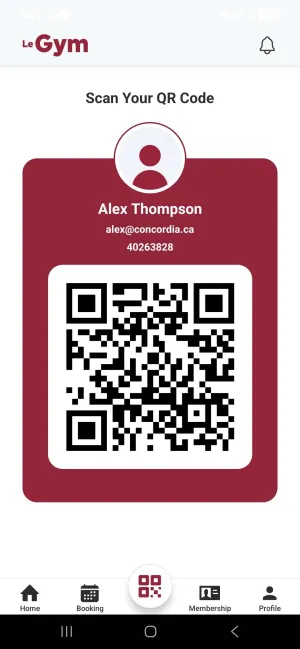 Le Gym
Scan Your QR Code
Alex Thompson
alex@concordia.ca
40263828
Home
Booking
Membership
Profile